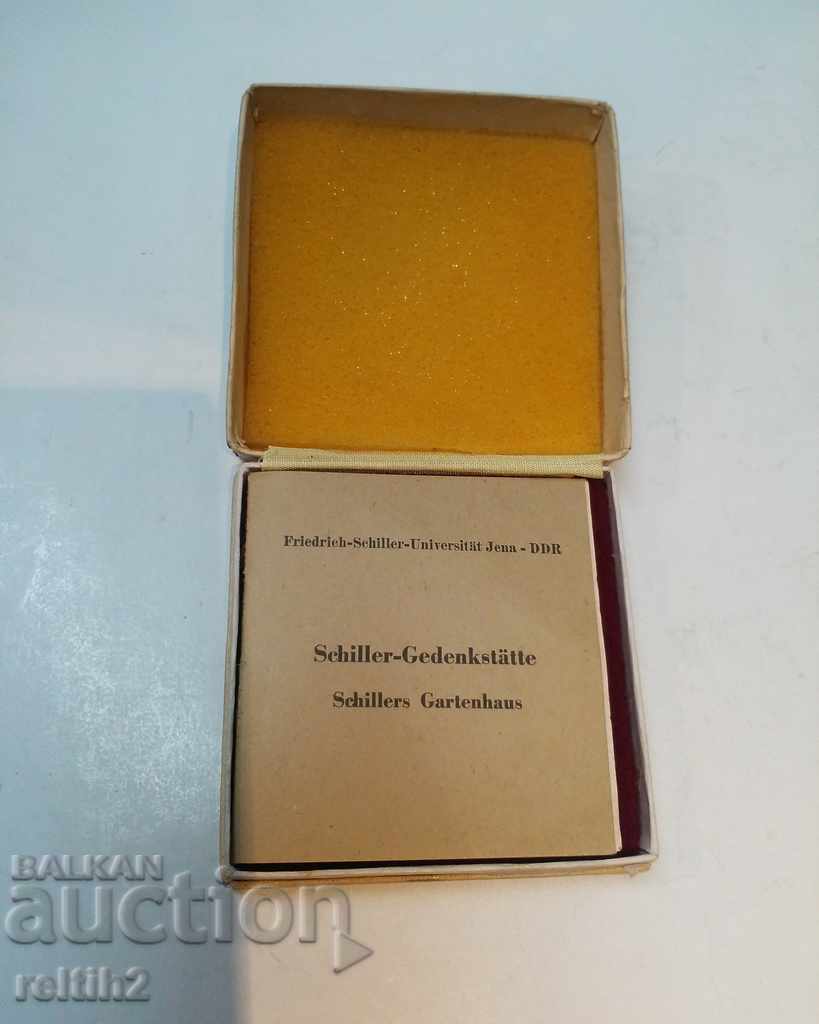 Friedrich-Schiller-Universität Jena - DDR
Schiller-Gedenkstätte
Schillers Gartenhaus
BALKAN
auction
reltih2